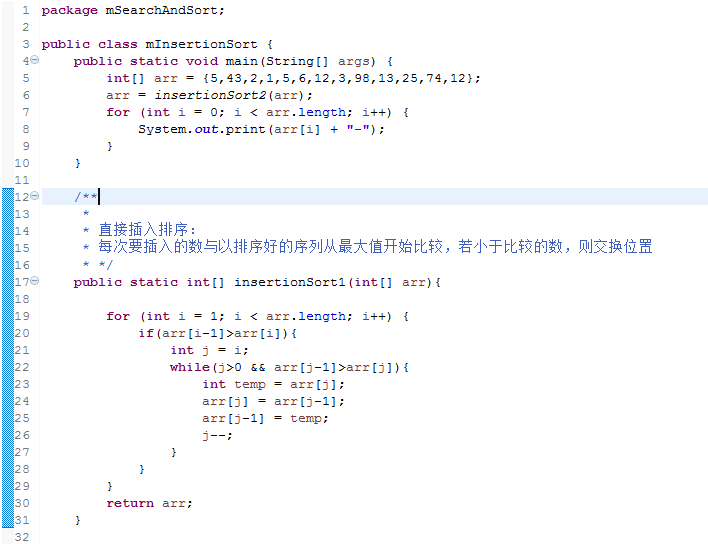 1 package mSearchAndSort;
2
3 public class mInsertionSort {
4     public static void main(String[] args) {
5         int[] arr = {5,43,2,1,5,6,12,3,98,13,25,74,12};
6         arr = insertionSort2(arr);
7         for (int i = 0; i < arr.length; i++) {
8             System.out.print(arr[i] + "-");
9         }
10     }
11
12     /**
13      *
14      * 直接插入排序：
15      * 每次要插入的数与以排序好的序列从最大值开始比较，若小于比较的数，则交换位置
16      * */
17     public static int[] insertionSort1(int[] arr){
18
19         for (int i = 1; i < arr.length; i++) {
20             if(arr[i-1]>arr[i]){
21                 int j = i;
22                 while(j>0 && arr[j-1]>arr[j]){
23                     int temp = arr[j];
24                     arr[j] = arr[j-1];
25                     arr[j-1] = temp;
26                     j--;
27                 }
28             }
29         }
30         return arr;
31     }
32